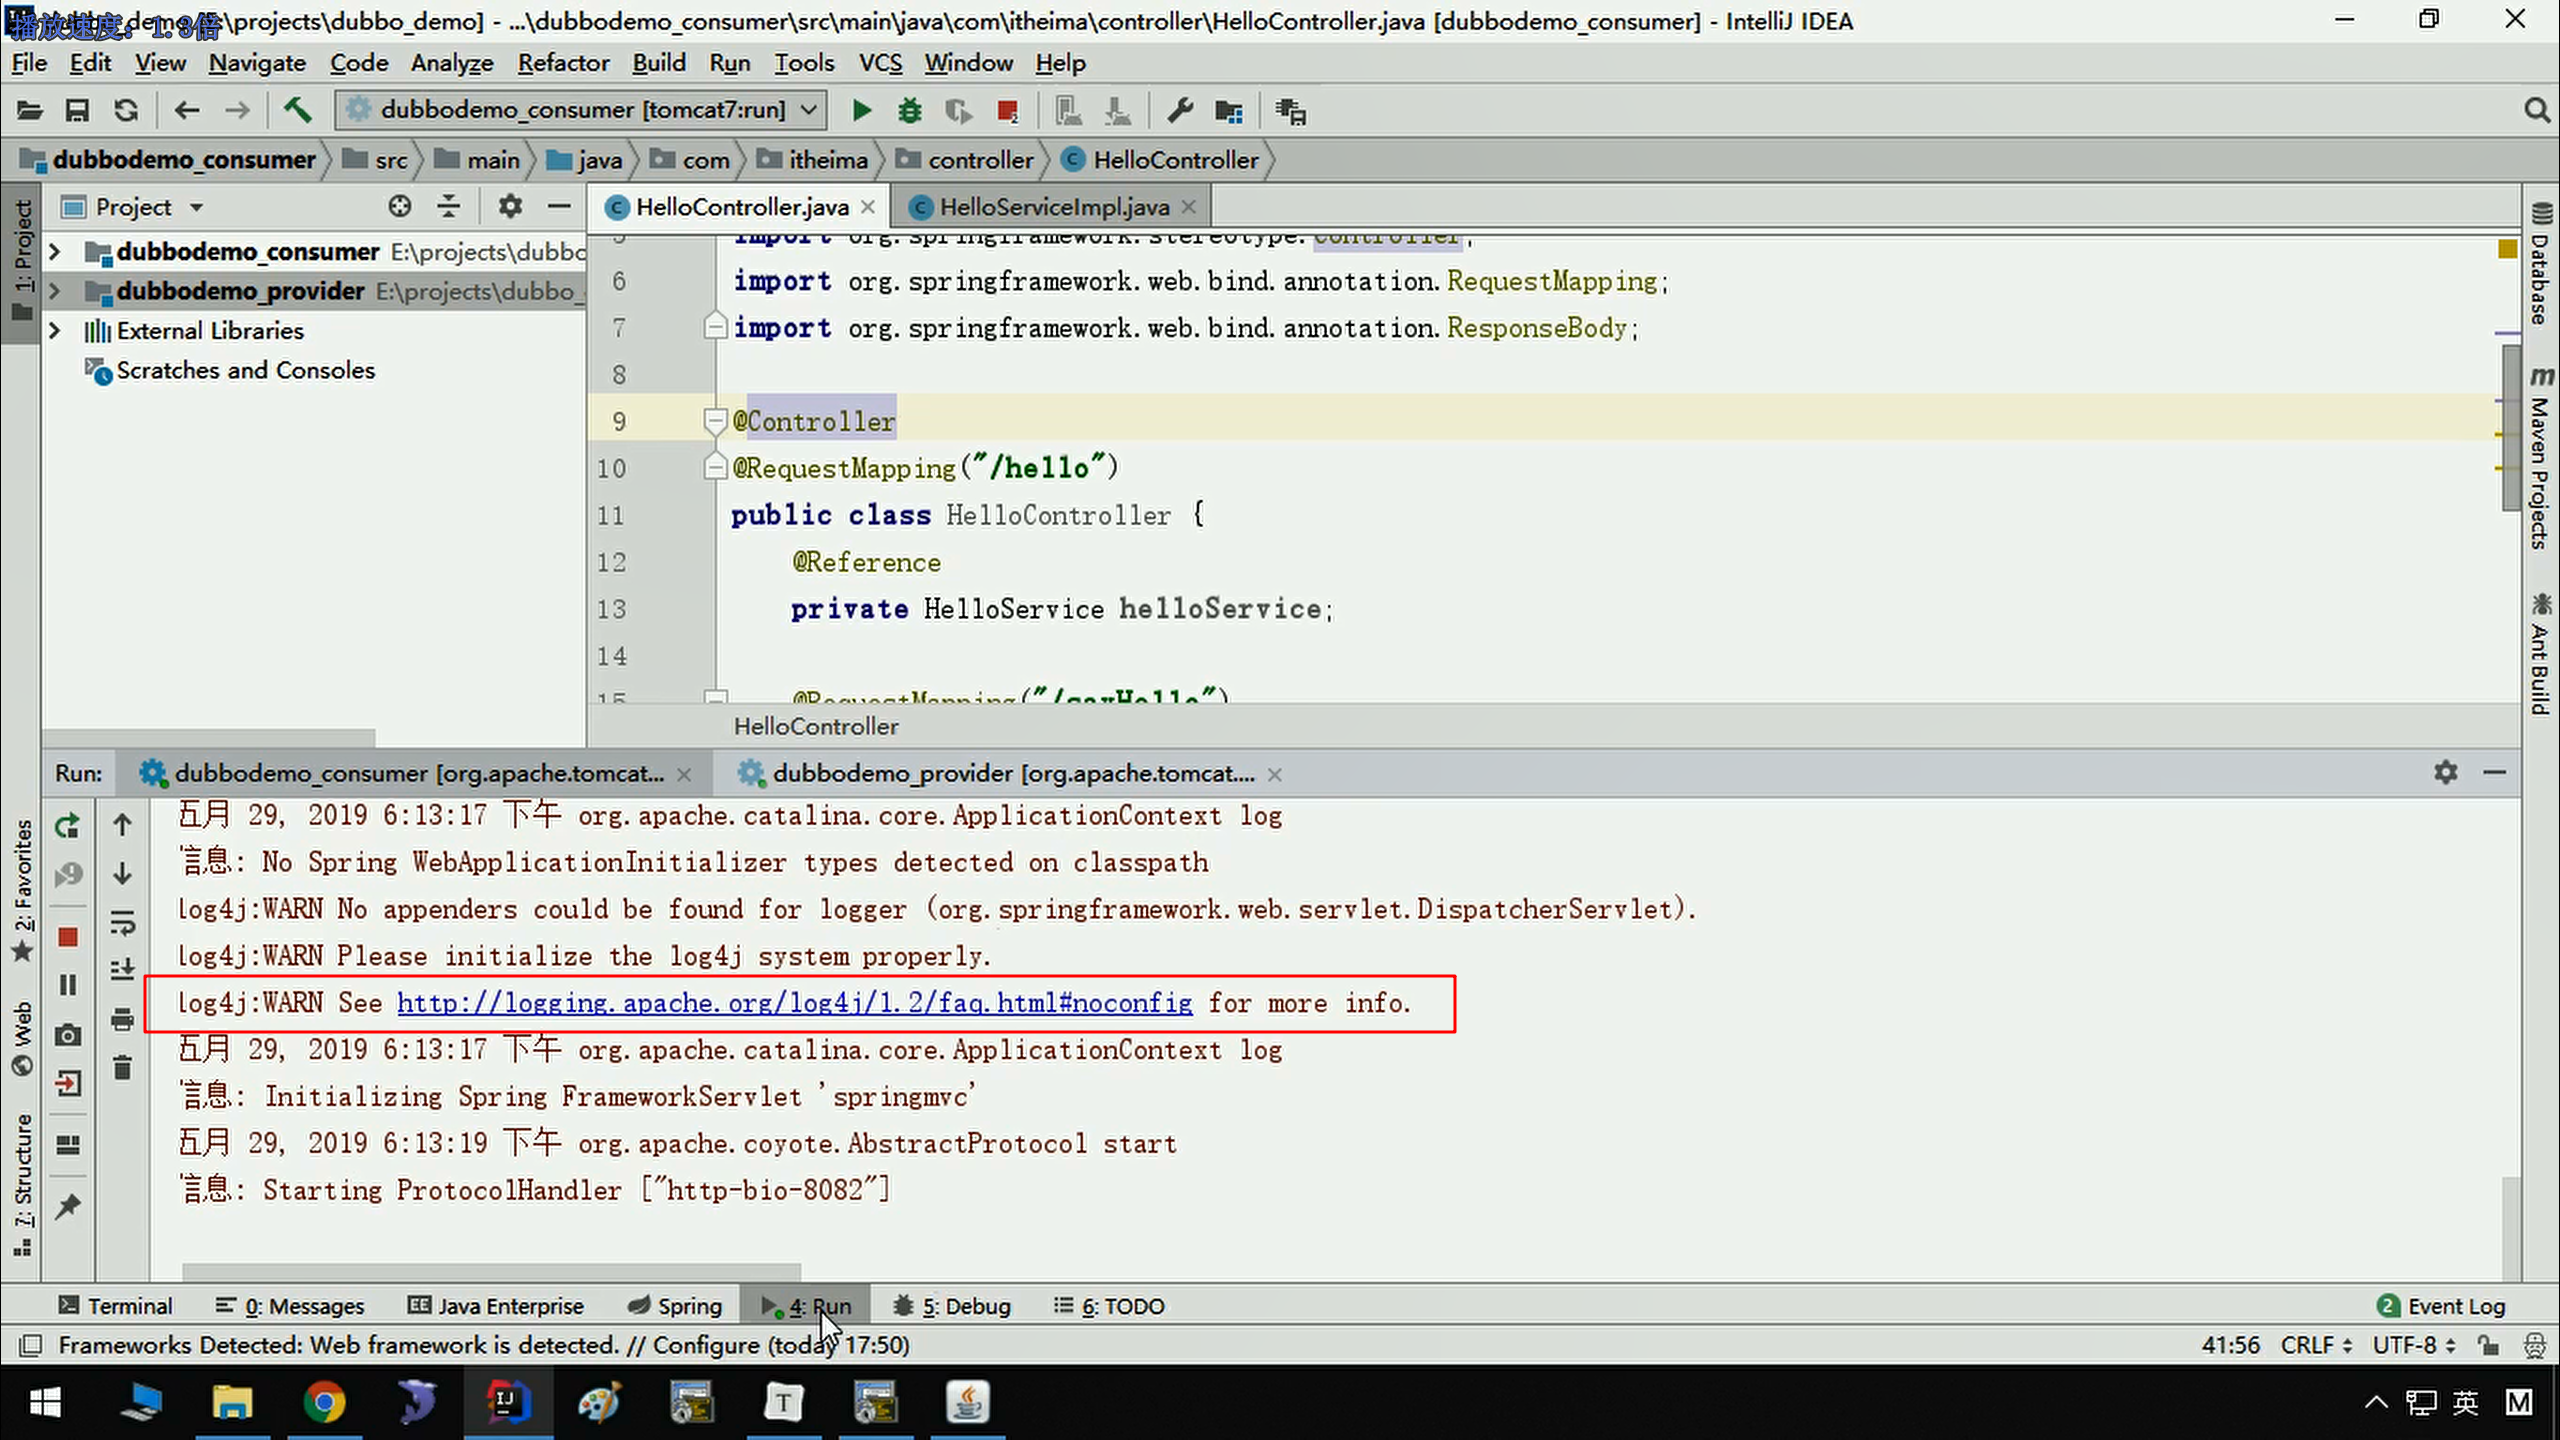 播放速度: 1.3倍
_demo [E:\projects\dubbo_demo] - ...\dubbodemo_consumer\src\main\java\com\itheima\controller\HelloController.java [dubbodemo_consumer] - IntelliJ IDEA
File Edit View Navigate Code Analyze Refactor Build Run Tools VCS Window Help
dubbodemo_consumer [tomcat7:run]
dubbodemo_consumer src main java com itheima controller HelloController
1: Project
Project
HelloController.java
HelloServiceImpl.java
dubbodemo_consumer E:\projects\dubbo
dubbodemo_provider E:\projects\dubbo_
External Libraries
Scratches and Consoles
5 import org.springframework.stereotype.Controller;
6 import org.springframework.web.bind.annotation.RequestMapping;
7 import org.springframework.web.bind.annotation.ResponseBody;
8
9 @Controller
10 @RequestMapping("/hello")
11 public class HelloController {
12 @Reference
13 private HelloService helloService;
14
15 @RequestMapping("/sayHello")
HelloController
Database
Maven Projects
Ant Build
Run: dubbodemo_consumer [org.apache.tomcat... dubbodemo_provider [org.apache.tomcat....
五月 29, 2019 6:13:17 下午 org.apache.catalina.core.ApplicationContext log
信息: No Spring WebApplicationInitializer types detected on classpath
log4j:WARN No appenders could be found for logger (org.springframework.web.servlet.DispatcherServlet).
log4j:WARN Please initialize the log4j system properly.
log4j:WARN See http://logging.apache.org/log4j/1.2/faq.html#noconfig for more info.
五月 29, 2019 6:13:17 下午 org.apache.catalina.core.ApplicationContext log
信息: Initializing Spring FrameworkServlet 'springmvc'
五月 29, 2019 6:13:19 下午 org.apache.coyote.AbstractProtocol start
信息: Starting ProtocolHandler ["http-bio-8082"]
2: Favorites
Web
7: Structure
Terminal 0: Messages Java Enterprise Spring 4: Run 5: Debug 6: TODO 2 Event Log
Frameworks Detected: Web framework is detected. // Configure (today 17:50) 41:56 CRLF UTF-8
英 M